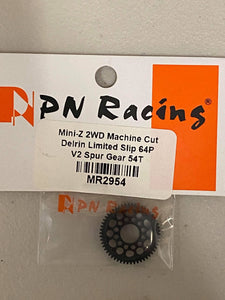 PN Racing
Mini-Z 2WD Machine Cut
Delrin Limited Slip 64P
V2 Spur Gear 54T
MR2954
PN Racing